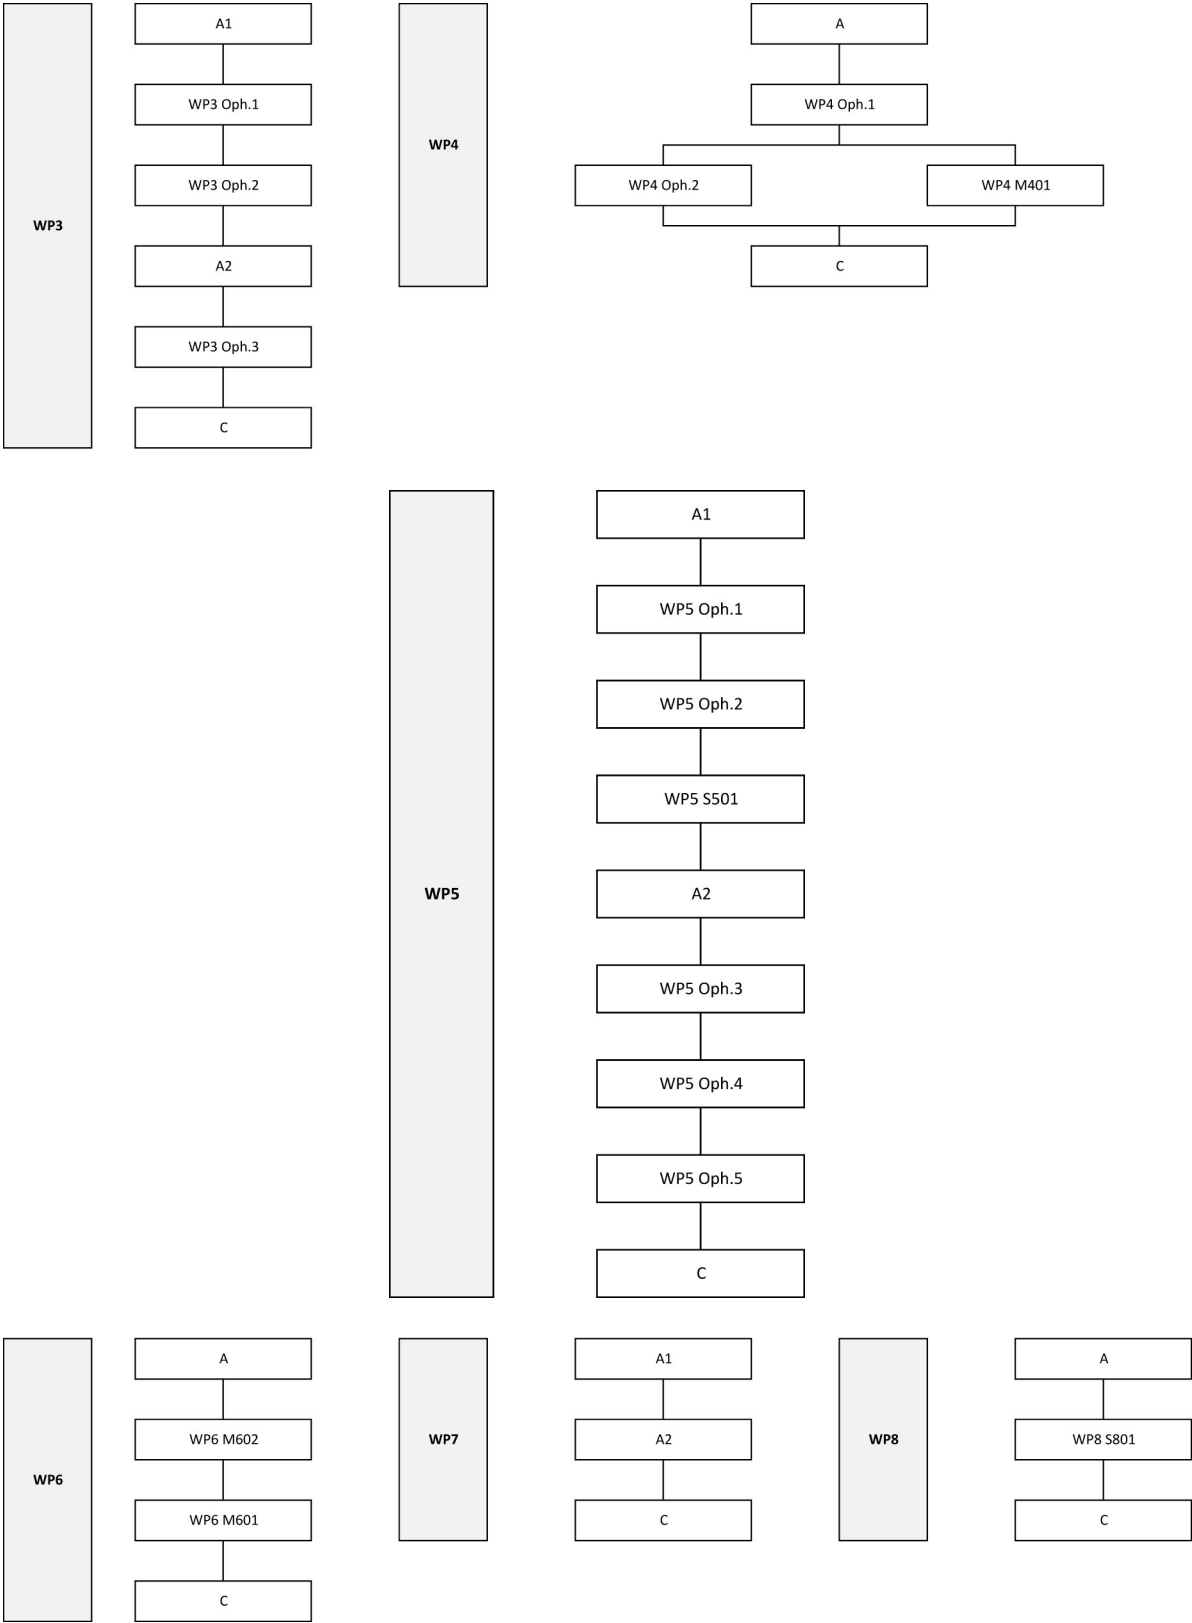 WP3
A1
WP3 Oph.1
WP3 Oph.2
A2
WP3 Oph.3
C
WP4
A
WP4 Oph.1
WP4 Oph.2
WP4 M401
C
WP5
A1
WP5 Oph.1
WP5 Oph.2
WP5 S501
A2
WP5 Oph.3
WP5 Oph.4
WP5 Oph.5
C
WP6
A
WP6 M602
WP6 M601
C
WP7
A1
A2
C
WP8
A
WP8 S801
C